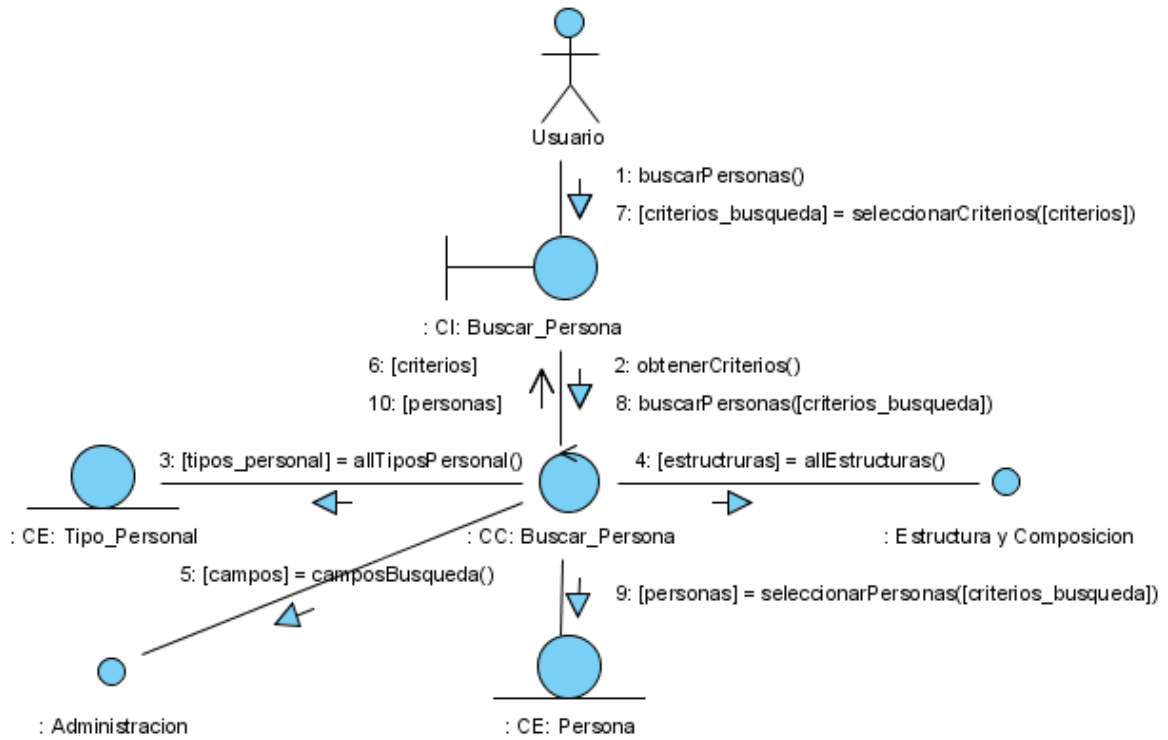 Usuario
1: buscarPersonas()
7: [criterios_busqueda] = seleccionarCriterios([criterios])
: CI: Buscar_Persona
6: [criterios]
2: obtenerCriterios()
10: [personas]
8: buscarPersonas([criterios_busqueda])
3: [tipos_personal] = allTiposPersonal()
4: [estructruras] = allEstructuras()
: CE: Tipo_Personal
: CC: Buscar_Persona
: Estructura y Composicion
5: [campos] = camposBusqueda()
9: [personas] = seleccionarPersonas([criterios_busqueda])
: Administracion
: CE: Persona